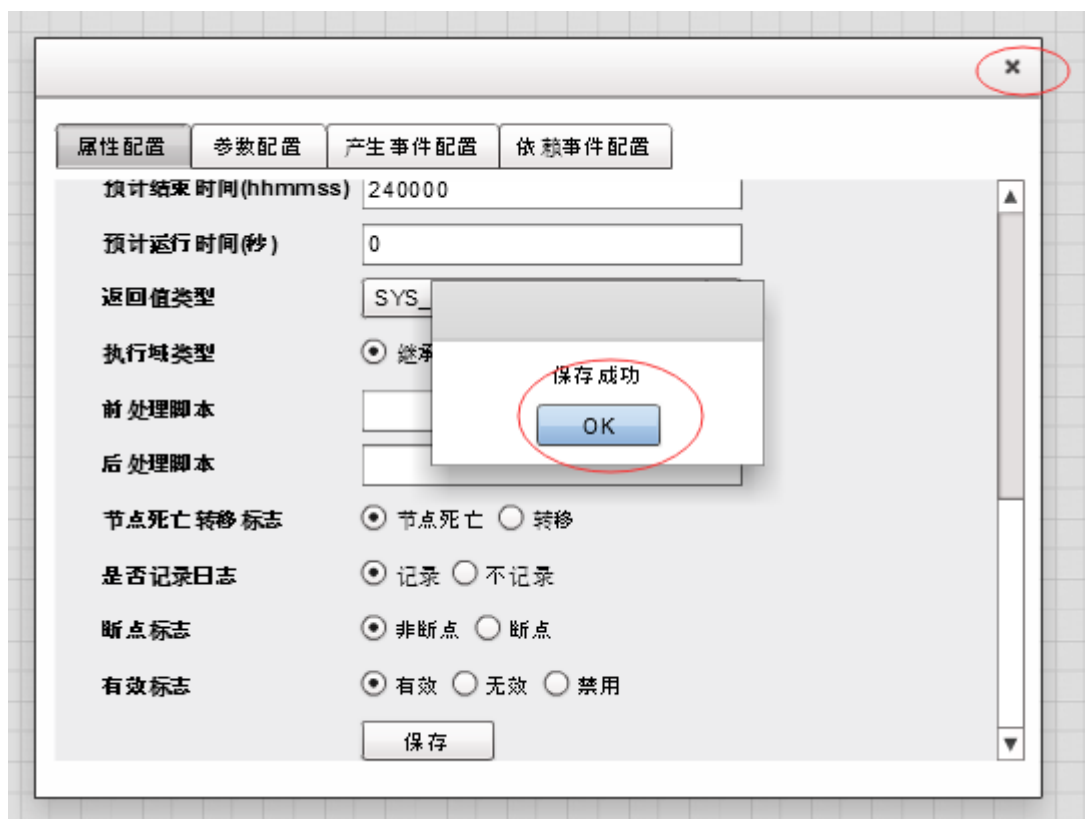 属性配置 参数配置 产生事件配置 依赖事件配置
预计结束时间(hhmmss) 240000
预计运行时间(秒) 0
返回值类型 SYS_
执行域类型 继承
保存成功
前处理脚本
OK
后处理脚本
节点死亡转移标志 节点死亡 转移
是否记录日志 记录 不记录
断点标志 非断点 断点
有效标志 有效 无效 禁用
保存